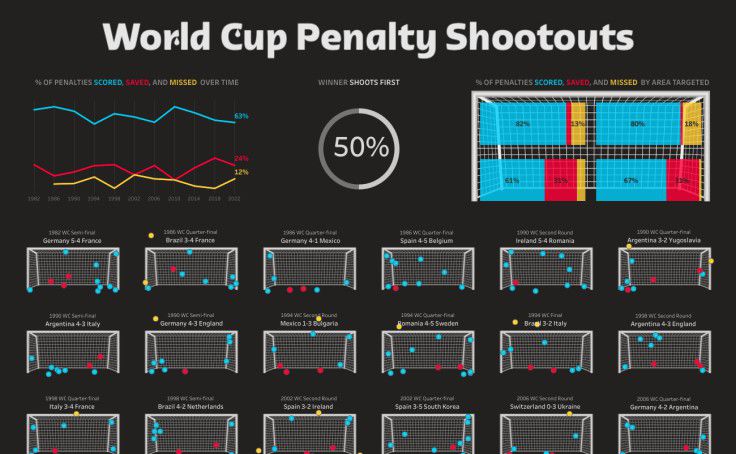 World Cup Penalty Shootouts
% OF PENALTIES SCORED, SAVED, AND MISSED OVER TIME
WINNER SHOOTS FIRST
% OF PENALTIES SCORED, SAVED, AND MISSED BY AREA TARGETED
63%
24%
12%
1982 1986 1990 1994 1998 2002 2006 2010 2014 2018 2022
50%
82% 13% 80% 18%
61% 31% 67%
1982 WC Semi-final
Germany 5-4 France
1986 WC Quarter-final
Brazil 3-4 France
1986 WC Quarter-final
Germany 4-1 Mexico
1986 WC Quarter-final
Spain 4-5 Belgium
1990 WC Second Round
Ireland 5-4 Romania
1990 WC Quarter-final
Argentina 3-2 Yugoslavia
1990 WC Semi-final
Argentina 4-3 Italy
1990 WC Semi-final
Germany 4-3 England
1994 WC Second Round
Mexico 1-3 Bulgaria
1994 WC Quarter-final
Romania 4-5 Sweden
1994 WC Final
Brazil 3-2 Italy
1998 WC Second Round
Argentina 4-3 England
1998 WC Quarter-final
Italy 3-4 France
1998 WC Semi-final
Brazil 4-2 Netherlands
2002 WC Second Round
Spain 3-2 Ireland
2002 WC Quarter-final
Spain 3-5 South Korea
2006 WC Second Round
Switzerland 0-3 Ukraine
2006 WC Quarter-final
Germany 4-2 Argentina